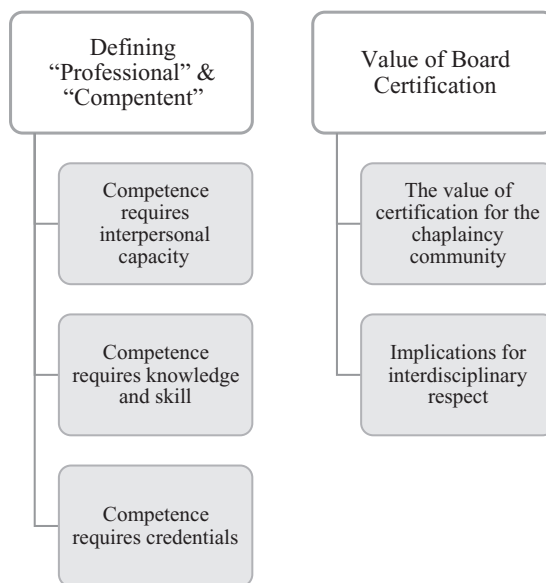 Defining
“Professional” &
“Compentent”
Competence
requires
interpersonal
capacity
Competence
requires knowledge
and skill
Competence
requires credentials
Value of Board
Certification
The value of
certification for the
chaplaincy
community
Implications for
interdisciplinary
respect